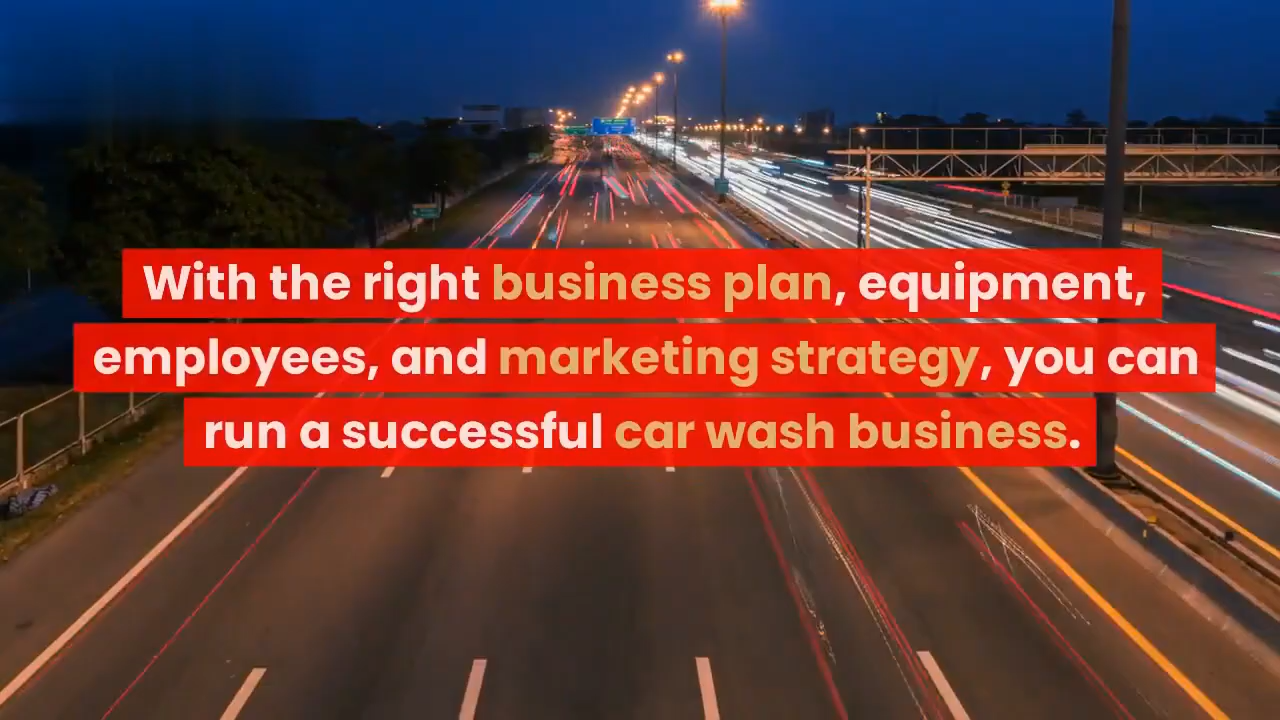 With the right business plan, equipment,
employees, and marketing strategy, you can
run a successful car wash business.